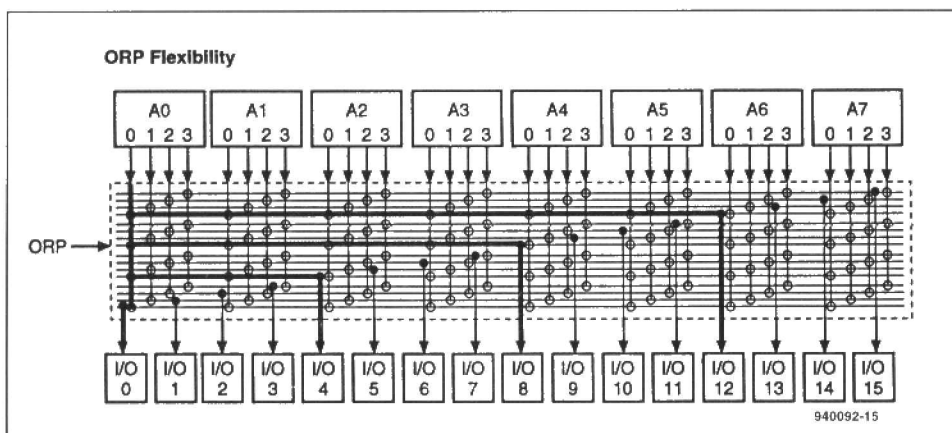 ORP Flexibility
A0 A1 A2 A3 A4 A5 A6 A7
0 1 2 3 0 1 2 3 0 1 2 3 0 1 2 3 0 1 2 3 0 1 2 3 0 1 2 3 0 1 2 3
ORP
I/O I/O I/O I/O I/O I/O I/O I/O I/O I/O I/O I/O I/O I/O I/O I/O
0 1 2 3 4 5 6 7 8 9 10 11 12 13 14 15
940092-15